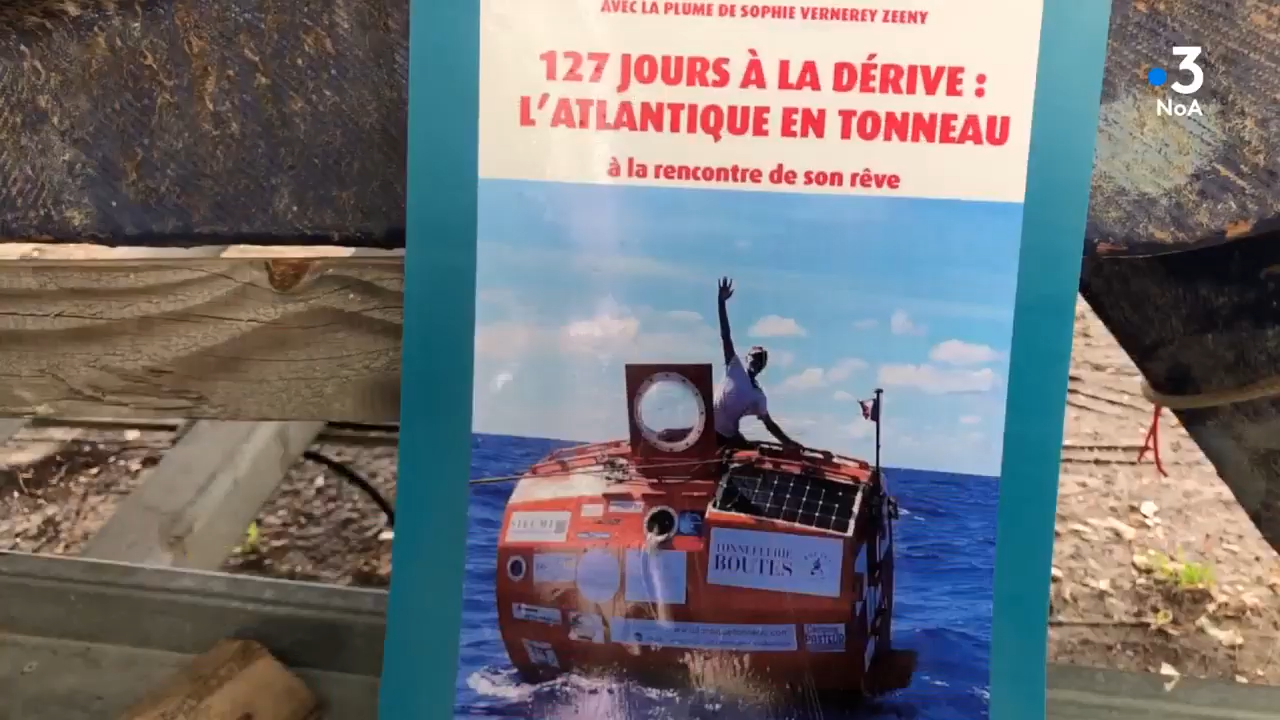 AVEC LA PLUME DE SOPHIE VERNEREY ZEENY
127 JOURS À LA DÉRIVE :
L'ATLANTIQUE EN TONNEAU
à la rencontre de son rêve
3
NoA
TONNELLERIE
BOUTES
PASTEUR